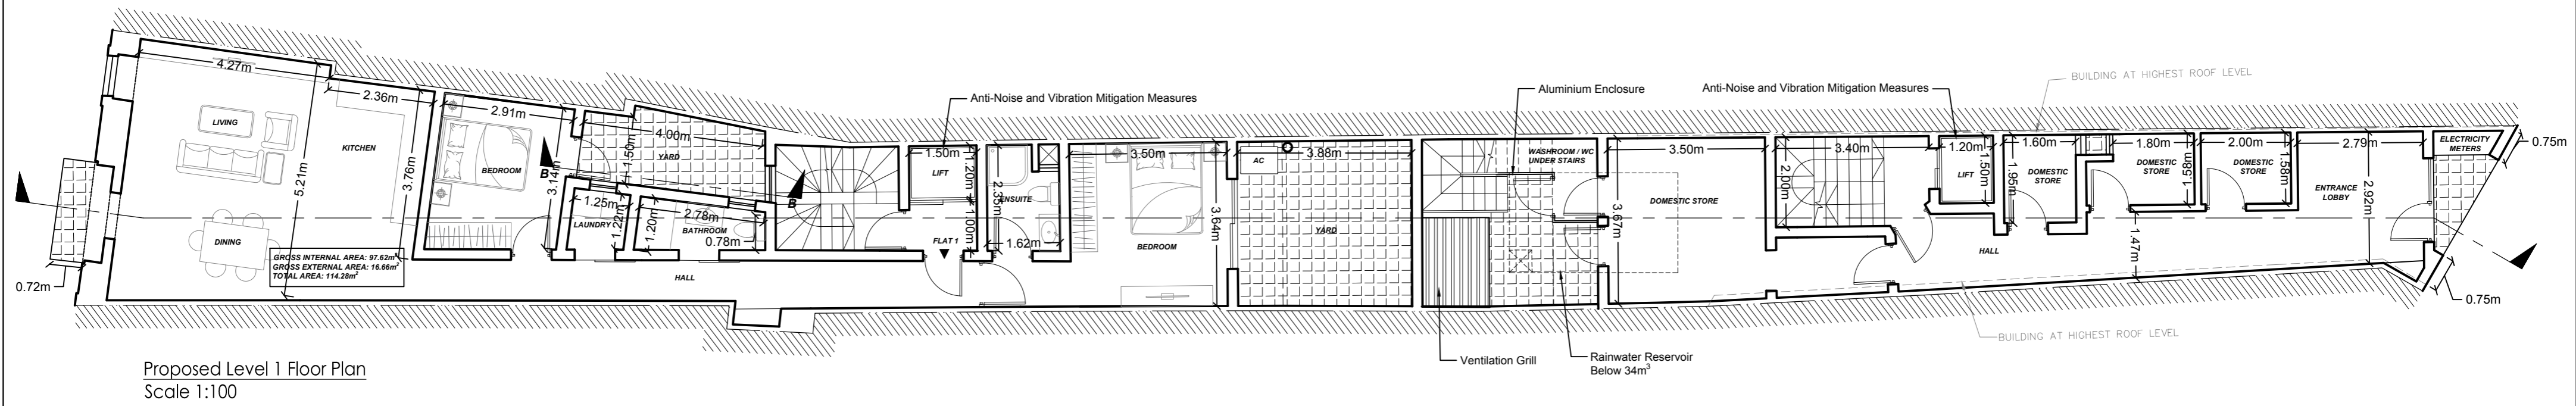 4.27m
2.36m
LIVING
KITCHEN
5.21m
3.76m
DINING
GROSS INTERNAL AREA: 97.62m²
GROSS EXTERNAL AREA: 16.66m²
TOTAL AREA: 114.28m²
0.72m
2.91m
BEDROOM
B
3.14m
4.00m
1.50m
YARD
1.25m
LAUNDRY
1.22m
1.20m
2.78m
BATHROOM
0.78m
HALL
B
Anti-Noise and Vibration Mitigation Measures
1.50m
LIFT
1.20m
1.00m
FLAT 1
2.35m
ENSUITE
1.62m
3.50m
BEDROOM
3.64m
AC
3.88m
YARD
Aluminium Enclosure
WASHROOM / WC
UNDER STAIRS
Ventilation Grill
Rainwater Reservoir
Below 34m³
3.50m
DOMESTIC STORE
3.67m
Anti-Noise and Vibration Mitigation Measures
3.40m
2.00m
1.20m
LIFT
1.50m
BUILDING AT HIGHEST ROOF LEVEL
1.60m
DOMESTIC
STORE
1.95m
1.80m
DOMESTIC
STORE
1.58m
2.00m
DOMESTIC
STORE
1.58m
2.79m
ENTRANCE
LOBBY
2.92m
HALL
1.47m
ELECTRICITY
METERS
0.75m
0.75m
BUILDING AT HIGHEST ROOF LEVEL
Proposed Level 1 Floor Plan
Scale 1:100